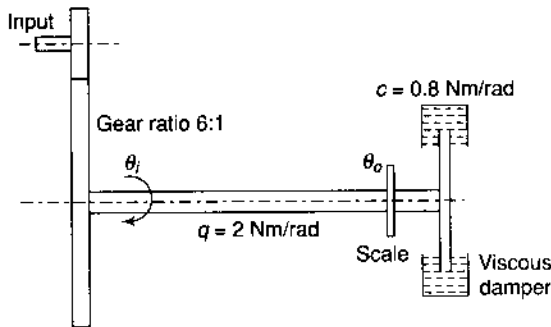 Input
c = 0.8 Nm/rad
Gear ratio 6:1
θi
θo
q = 2 Nm/rad
Scale
Viscous
damper